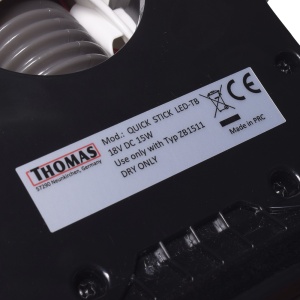 THOMAS
57290 Neunkirchen, Germany
Mod.: QUICK STICK LED-TB
18V DC 15W
Use only with Typ ZB1511
DRY ONLY
CE
Made in PRC